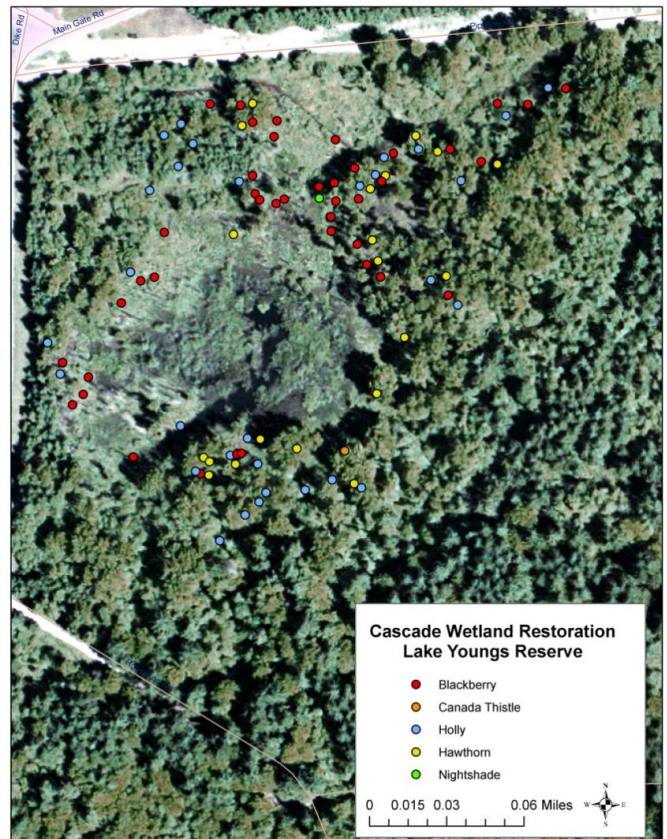 Dike Rd
Main Gate Rd
Cascade Wetland Restoration
Lake Youngs Reserve
Blackberry
Canada Thistle
Holly
Hawthorn
Nightshade
N
W E
S
0 0.015 0.03 0.06 Miles